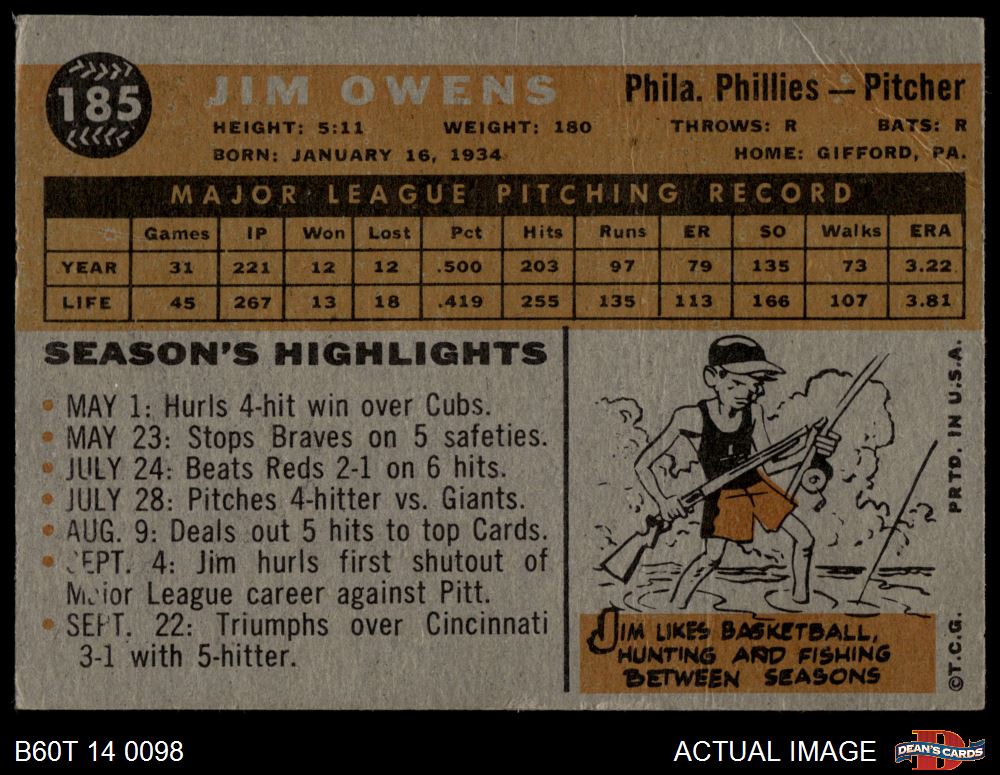 185
JIM OWENS
Phila. Phillies — Pitcher
HEIGHT: 5:11 WEIGHT: 180 THROWS: R BATS: R
BORN: JANUARY 16, 1934 HOME: GIFFORD, PA.
MAJOR LEAGUE PITCHING RECORD
Games IP Won Lost Pct Hits Runs ER SO Walks ERA
YEAR 31 221 12 12 .500 203 97 79 135 73 3.22
LIFE 45 267 13 18 .419 255 135 113 166 107 3.81
SEASON'S HIGHLIGHTS
• MAY 1: Hurls 4-hit win over Cubs.
• MAY 23: Stops Braves on 5 safeties.
• JULY 24: Beats Reds 2-1 on 6 hits.
• JULY 28: Pitches 4-hitter vs. Giants.
• AUG. 9: Deals out 5 hits to top Cards.
• SEPT. 4: Jim hurls first shutout of
Major League career against Pitt.
• SEPT. 22: Triumphs over Cincinnati
3-1 with 5-hitter.
JIM LIKES BASKETBALL,
HUNTING AND FISHING
BETWEEN SEASONS
PRTD. IN U.S.A.
©T.C.G.
B60T 14 0098
ACTUAL IMAGE
D
DEAN'S CARDS